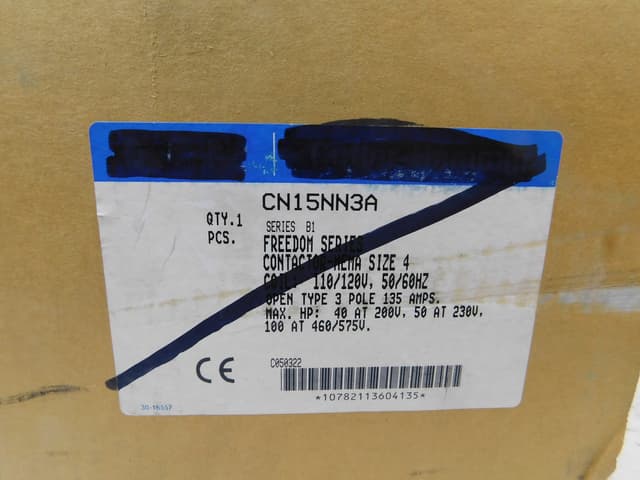 CN15NN3A
QTY.1
PCS.
SERIES B1
FREEDOM SERIES
CONTACTOR-NEMA SIZE 4
COIL: 110/120V, 50/60HZ
OPEN TYPE 3 POLE 135 AMPS.
MAX. HP: 40 AT 200V, 50 AT 230V,
100 AT 460/575V.
CE
C050322
*10782113604135*
30-16557